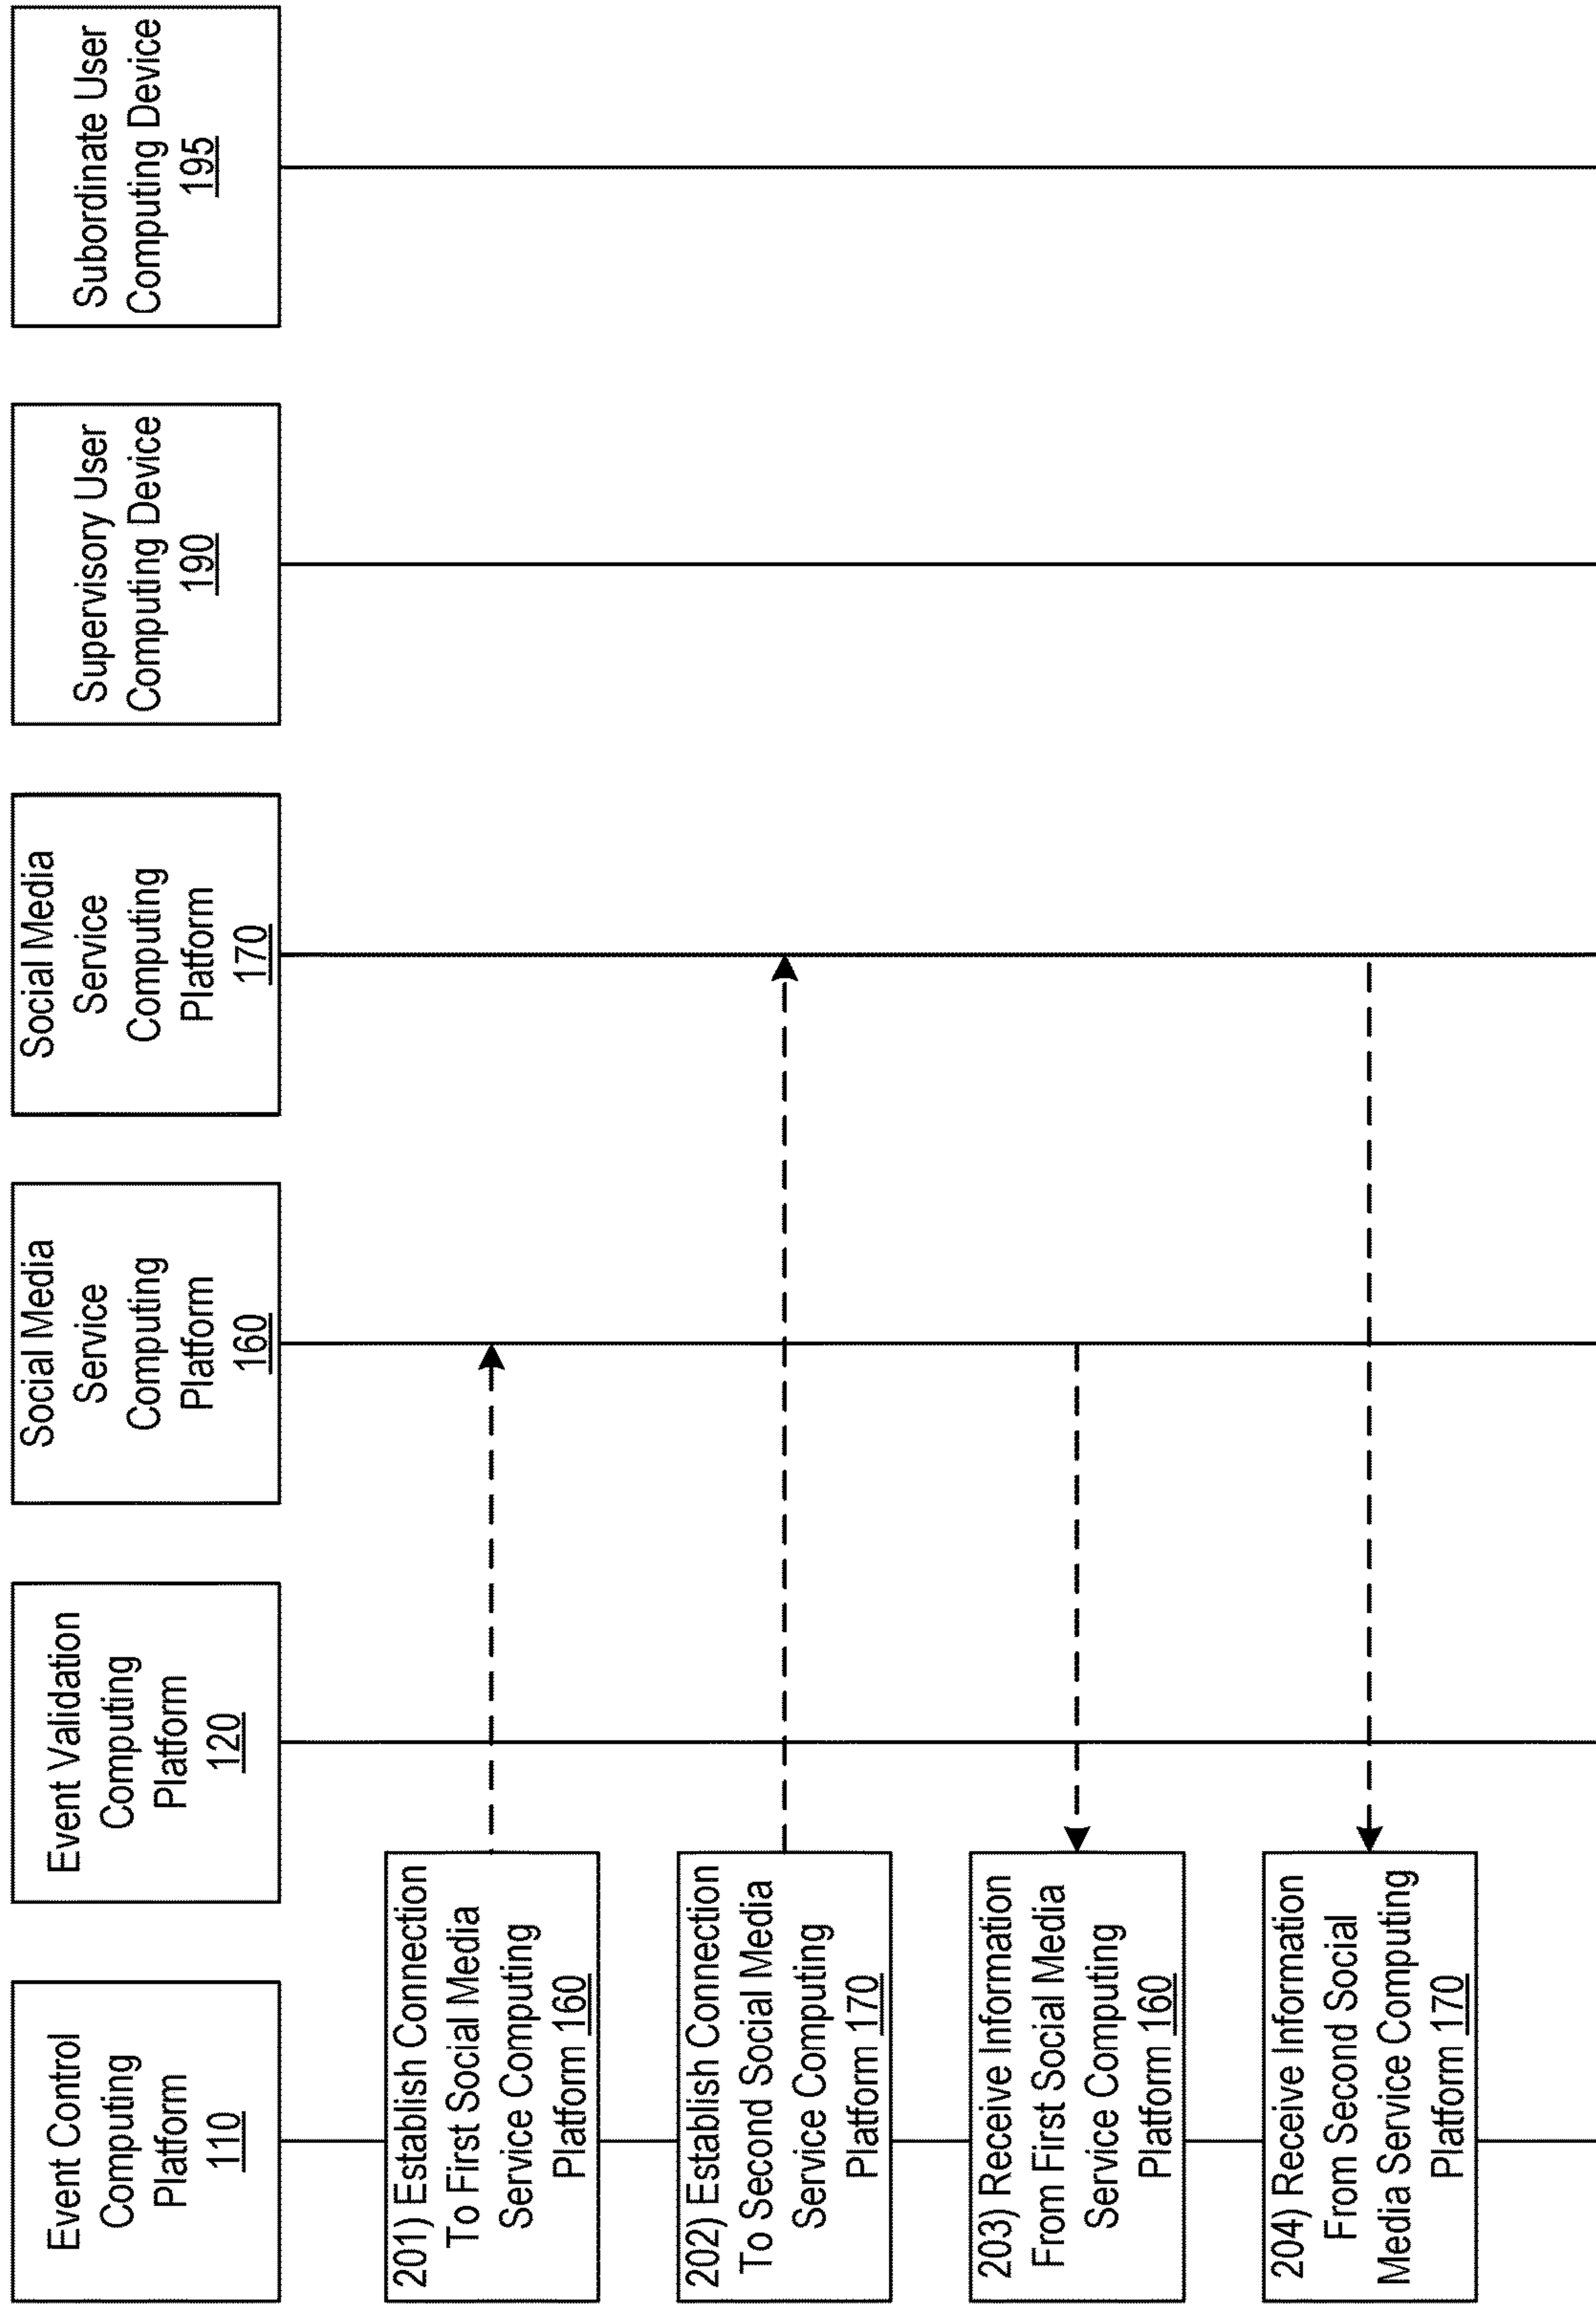 Event Control
Computing
Platform
110
Event Validation
Computing
Platform
120
Social Media
Service
Computing
Platform
160
Social Media
Service
Computing
Platform
170
Supervisory User
Computing Device
190
Subordinate User
Computing Device
195
201) Establish Connection
To First Social Media
Service Computing
Platform 160
202) Establish Connection
To Second Social Media
Service Computing
Platform 170
203) Receive Information
From First Social Media
Service Computing
Platform 160
204) Receive Information
From Second Social
Media Service Computing
Platform 170